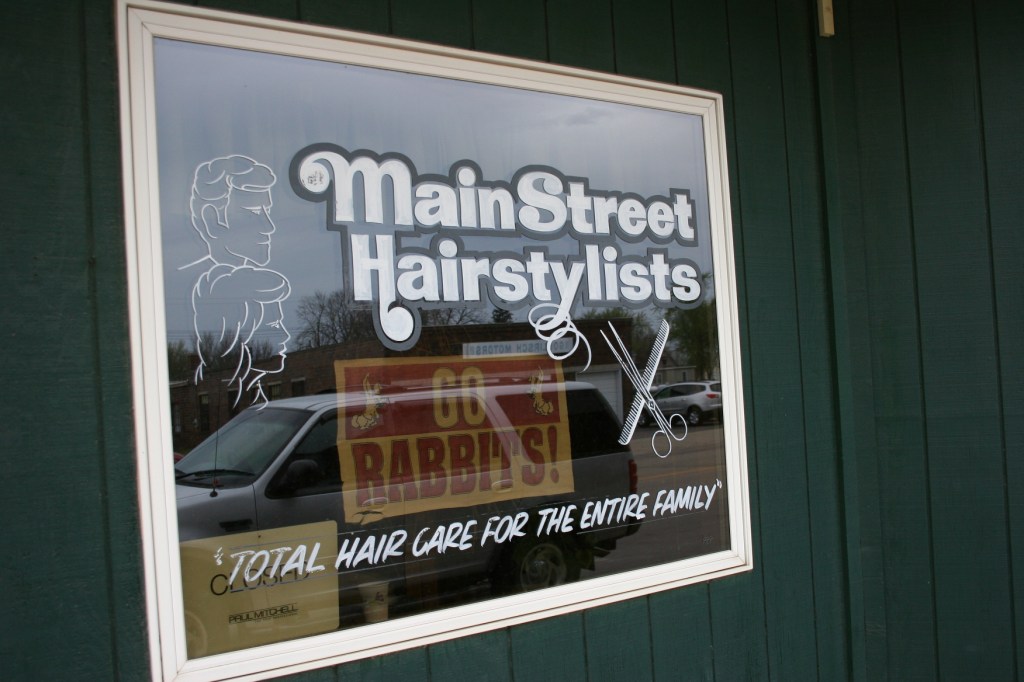 MainStreet
Hairstylists
GO
RABBITS!
"TOTAL HAIR CARE FOR THE ENTIRE FAMILY"
CLOSED
PAUL MITCHELL